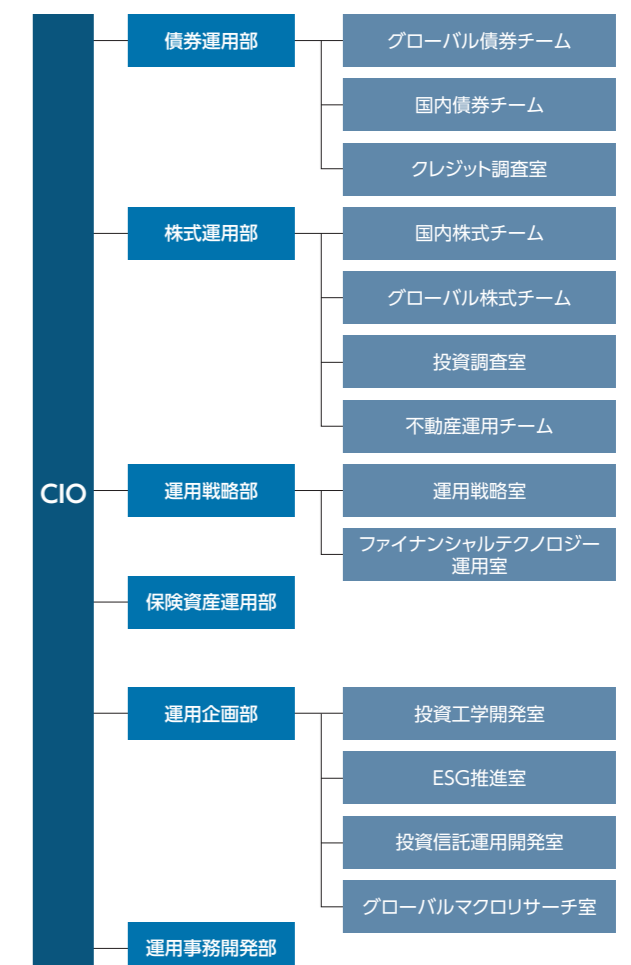 CIO
債券運用部
グローバル債券チーム
国内債券チーム
クレジット調査室
株式運用部
国内株式チーム
グローバル株式チーム
投資調査室
不動産運用チーム
運用戦略部
運用戦略室
ファイナンシャルテクノロジー
運用室
保険資産運用部
運用企画部
投資工学開発室
ESG推進室
投資信託運用開発室
グローバルマクロリサーチ室
運用事務開発部